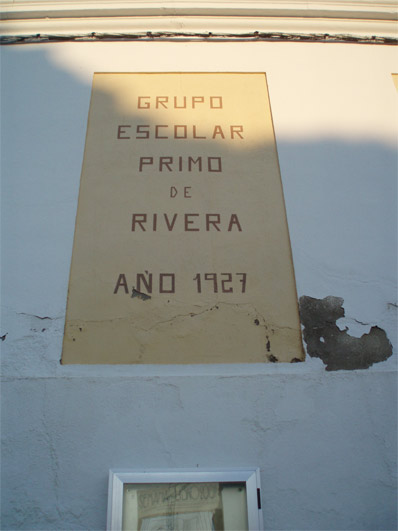 GRUPO
ESCOLAR
PRIMO
DE
RIVERA
AÑO 1927